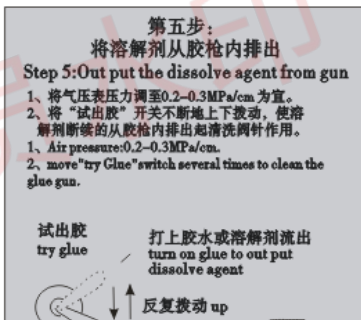 第五步:
将溶解剂从胶枪内排出
Step 5:Out put the dissolve agent from gun
1、将气压表压力调至0.2-0.3MPa/cm 为宜。
2、将“试出胶”开关不断地上下拨动，使溶
解剂断续的从胶枪内排出起清洗阀针作用。
1、Air pressure:0.2-0.3MPa/cm.
2、move"try Glue"switch several times to clean the
glue gun.
试出胶
try glue
打上胶水或溶解剂流出
turn on glue to out put
dissolve agent
反复拨动 up